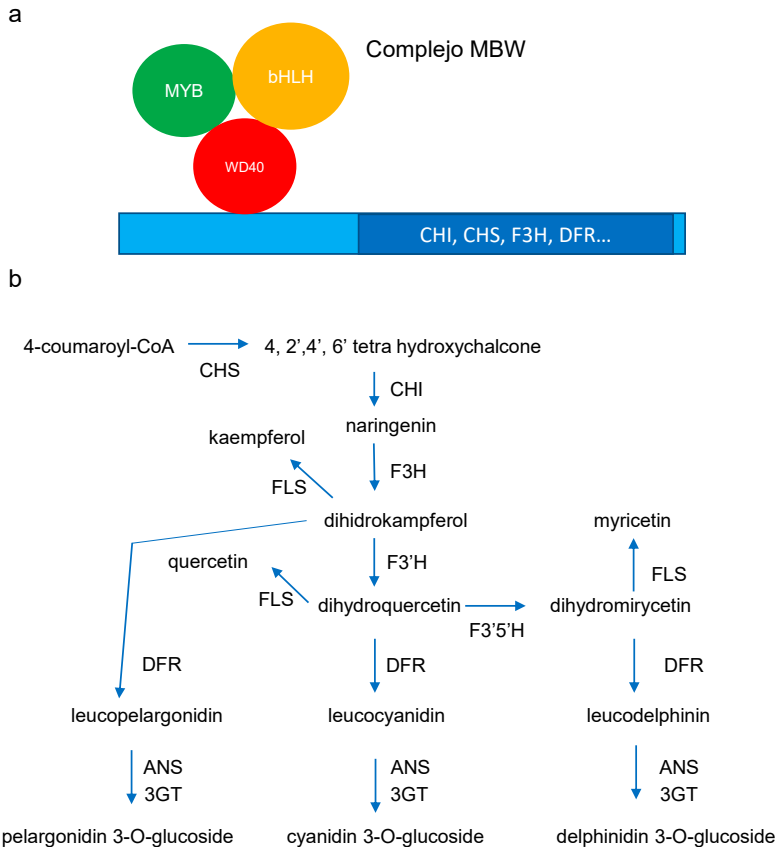 a
Complejo MBW
MYB
bHLH
WD40
CHI, CHS, F3H, DFR...
b
4-coumaroyl-CoA
CHS
4, 2',4', 6' tetra hydroxychalcone
CHI
naringenin
kaempferol
F3H
FLS
dihidrokampferol
myricetin
quercetin
F3'H
FLS
FLS
dihydroquercetin
dihydromirycetin
F3'5'H
DFR
DFR
DFR
leucopelargonidin
leucocyanidin
leucodelphinin
ANS
3GT
ANS
3GT
ANS
3GT
pelargonidin 3-O-glucoside
cyanidin 3-O-glucoside
delphinidin 3-O-glucoside